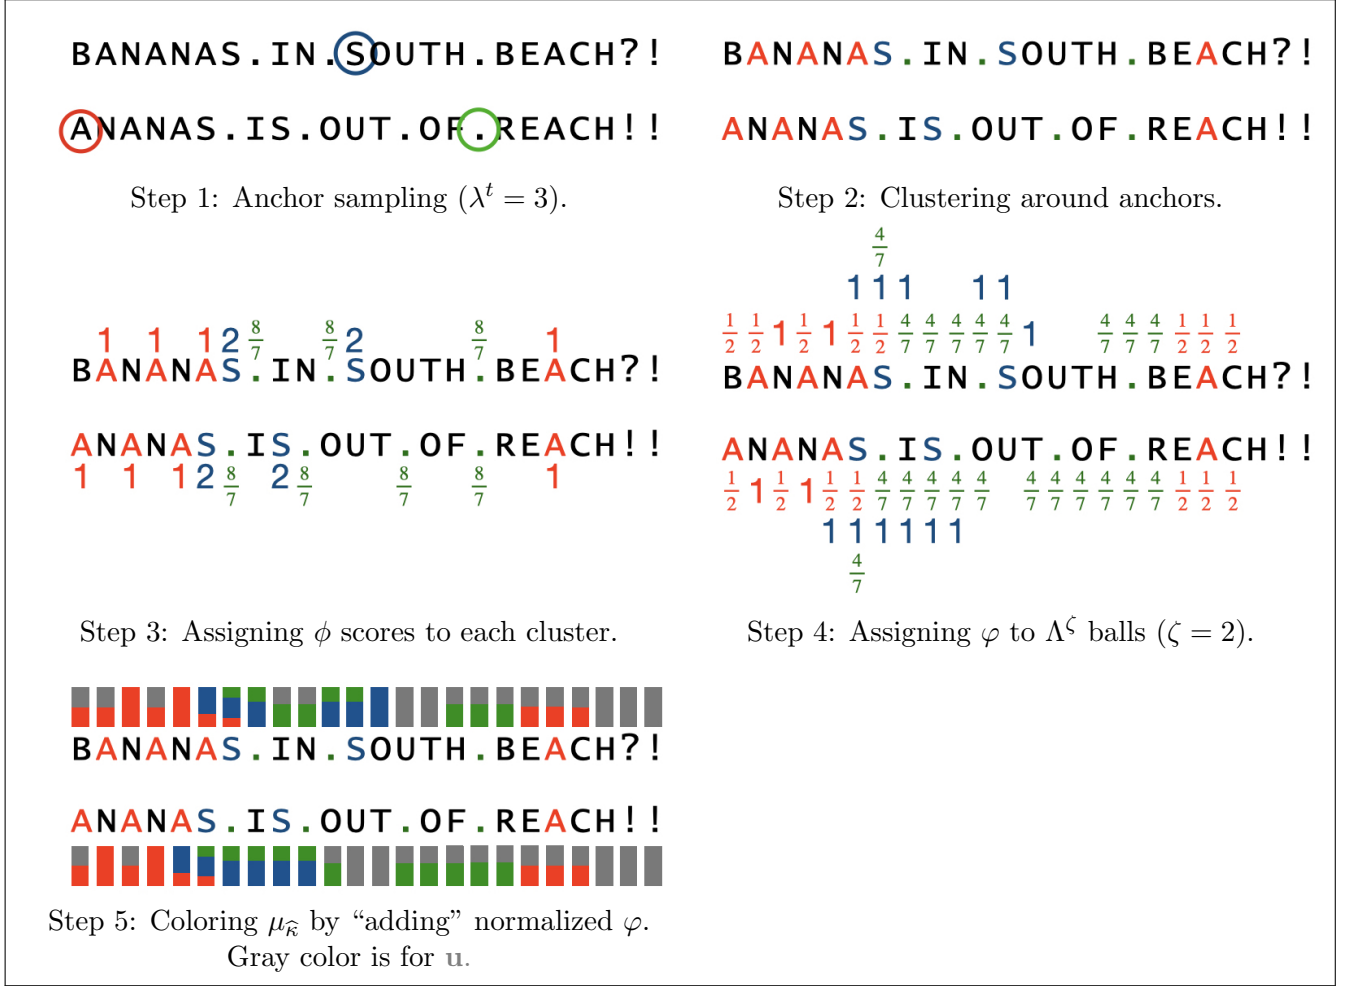 BANANAS.IN.SOUTH.BEACH?!
ANANAS.IS.OUT.OF.REACH!!
Step 1: Anchor sampling (λ^t = 3).
BANANAS.IN.SOUTH.BEACH?!
ANANAS.IS.OUT.OF.REACH!!
Step 2: Clustering around anchors.
1 1 1 2 8/7 8/7 2 8/7 1
BANANAS.IN.SOUTH.BEACH?!
ANANAS.IS.OUT.OF.REACH!!
1 1 1 2 8/7 2 8/7 8/7 8/7 1
Step 3: Assigning ϕ scores to each cluster.
4/7
1 1 1 1 1
1/2 1/2 1 1/2 1 1/2 1/2 4/7 4/7 4/7 4/7 4/7 1 4/7 4/7 4/7 1/2 1/2 1/2
BANANAS.IN.SOUTH.BEACH?!
ANANAS.IS.OUT.OF.REACH!!
1/2 1 1/2 1 1/2 1/2 4/7 4/7 4/7 4/7 4/7 4/7 4/7 4/7 4/7 4/7 4/7 1/2 1/2 1/2
1 1 1 1 1 1
4/7
Step 4: Assigning φ to Λ^ζ balls (ζ = 2).
BANANAS.IN.SOUTH.BEACH?!
ANANAS.IS.OUT.OF.REACH!!
Step 5: Coloring μ_κ̂ by “adding” normalized φ.
Gray color is for u.